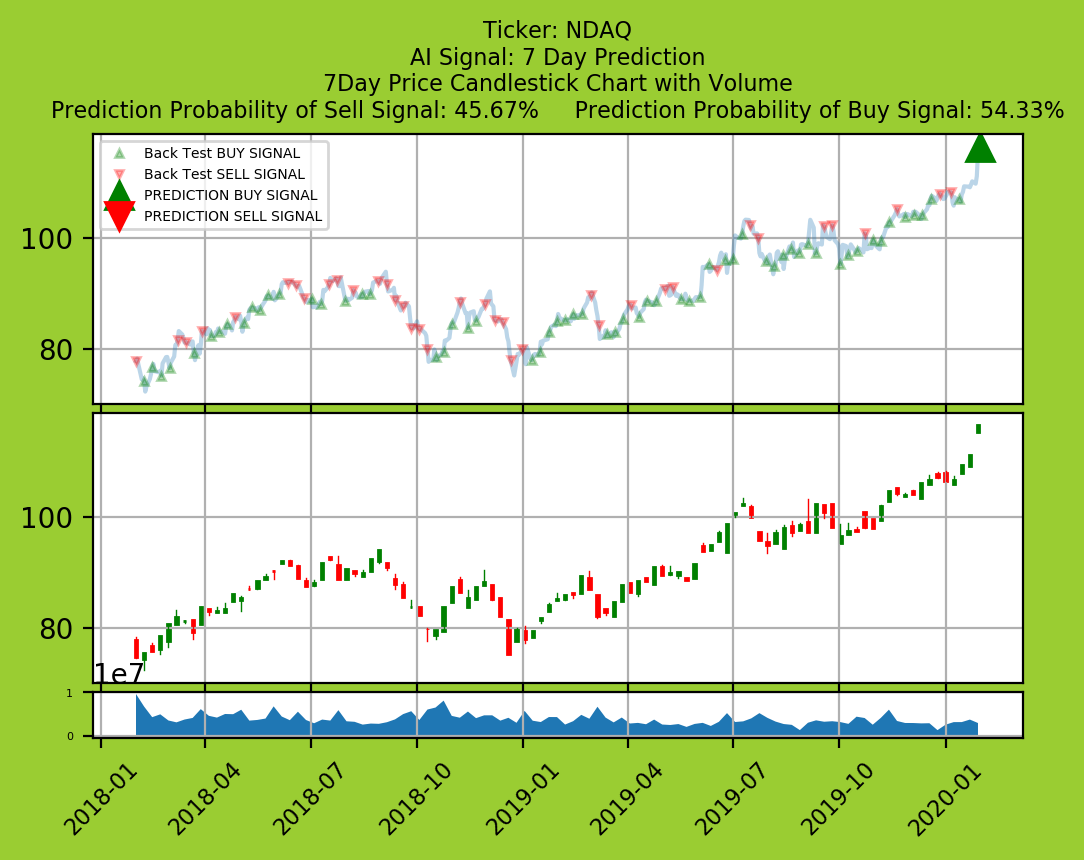 Ticker: NDAQ
AI Signal: 7 Day Prediction
7Day Price Candlestick Chart with Volume
Prediction Probability of Sell Signal: 45.67% Prediction Probability of Buy Signal: 54.33%
Back Test BUY SIGNAL
Back Test SELL SIGNAL
PREDICTION BUY SIGNAL
PREDICTION SELL SIGNAL
100
80
100
80
1e7
1
0
2018-01 2018-04 2018-07 2018-10 2019-01 2019-04 2019-07 2019-10 2020-01